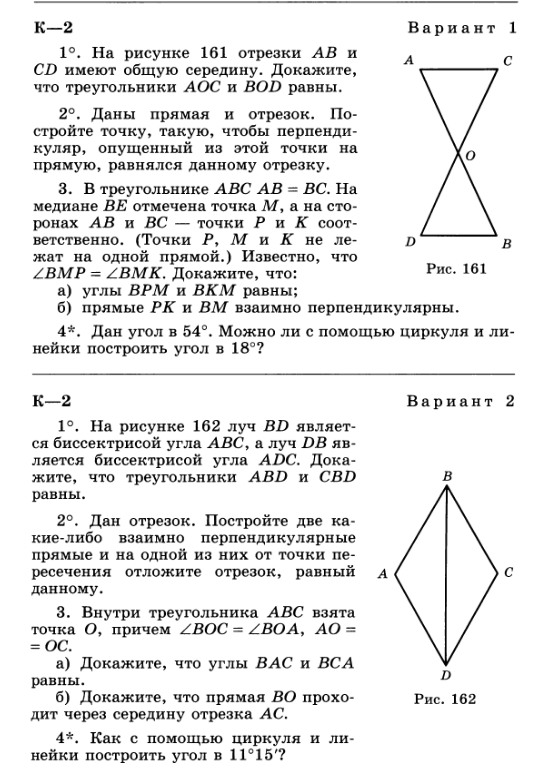 К—2 Вариант 1
1°. На рисунке 161 отрезки AB и
CD имеют общую середину. Докажите,
что треугольники AOC и BOD равны.
2°. Даны прямая и отрезок. По-
стройте точку, такую, чтобы перпенди-
куляр, опущенный из этой точки на
прямую, равнялся данному отрезку.
3. В треугольнике ABC AB = BC. На
медиане BE отмечена точка M, а на сто-
ронах AB и BC — точки P и K соот-
ветственно. (Точки P, M и K не ле-
жат на одной прямой.) Известно, что
∠BMP = ∠BMK. Докажите, что:
а) углы BPM и BKM равны;
б) прямые PK и BM взаимно перпендикулярны.
4*. Дан угол в 54°. Можно ли с помощью циркуля и ли-
нейки построить угол в 18°?
A
C
O
D
B
Рис. 161
К—2 Вариант 2
1°. На рисунке 162 луч BD являет-
ся биссектрисой угла ABC, а луч DB яв-
ляется биссектрисой угла ADC. Дока-
жите, что треугольники ABD и CBD
равны.
2°. Дан отрезок. Постройте две ка-
кие-либо взаимно перпендикулярные
прямые и на одной из них от точки пе-
ресечения отложите отрезок, равный
данному.
3. Внутри треугольника ABC взята
точка O, причем ∠BOC = ∠BOA, AO =
= OC.
а) Докажите, что углы BAC и BCA
равны.
б) Докажите, что прямая BO прохо-
дит через середину отрезка AC.
4*. Как с помощью циркуля и ли-
нейки построить угол в 11°15′?
B
A
C
D
Рис. 162